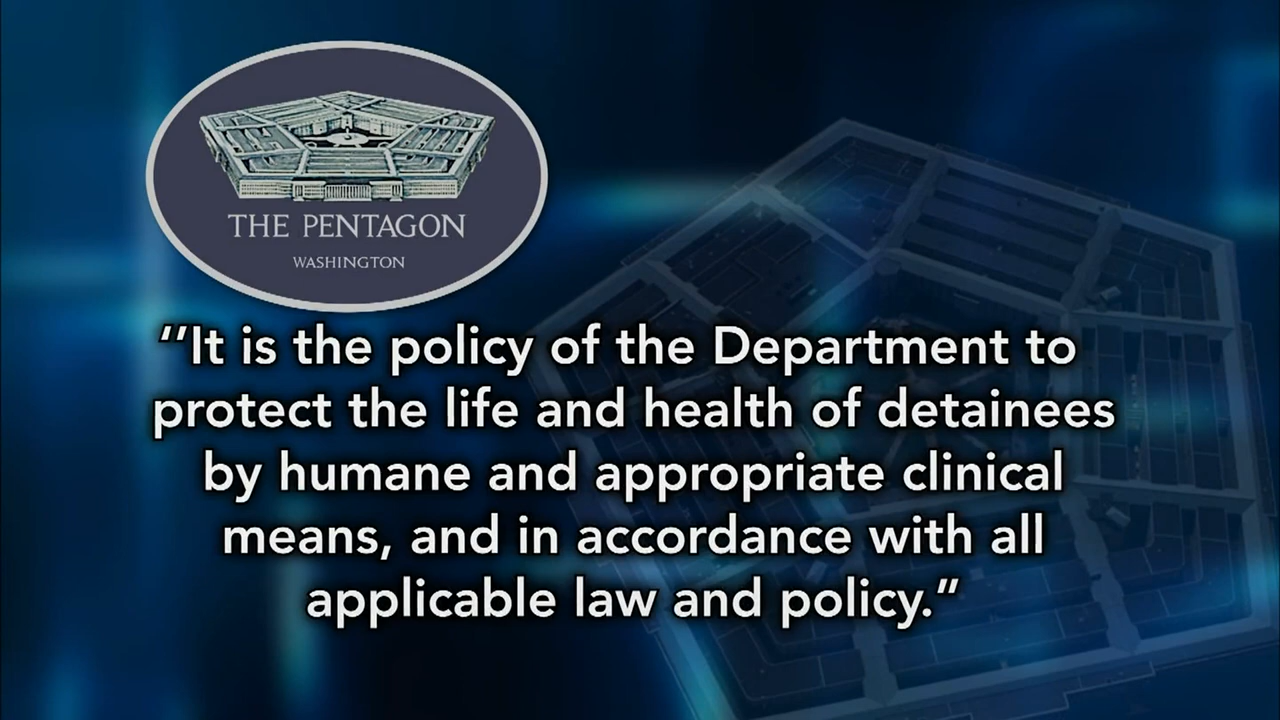 THE PENTAGON
WASHINGTON
‘‘It is the policy of the Department to
protect the life and health of detainees
by humane and appropriate clinical
means, and in accordance with all
applicable law and policy.”